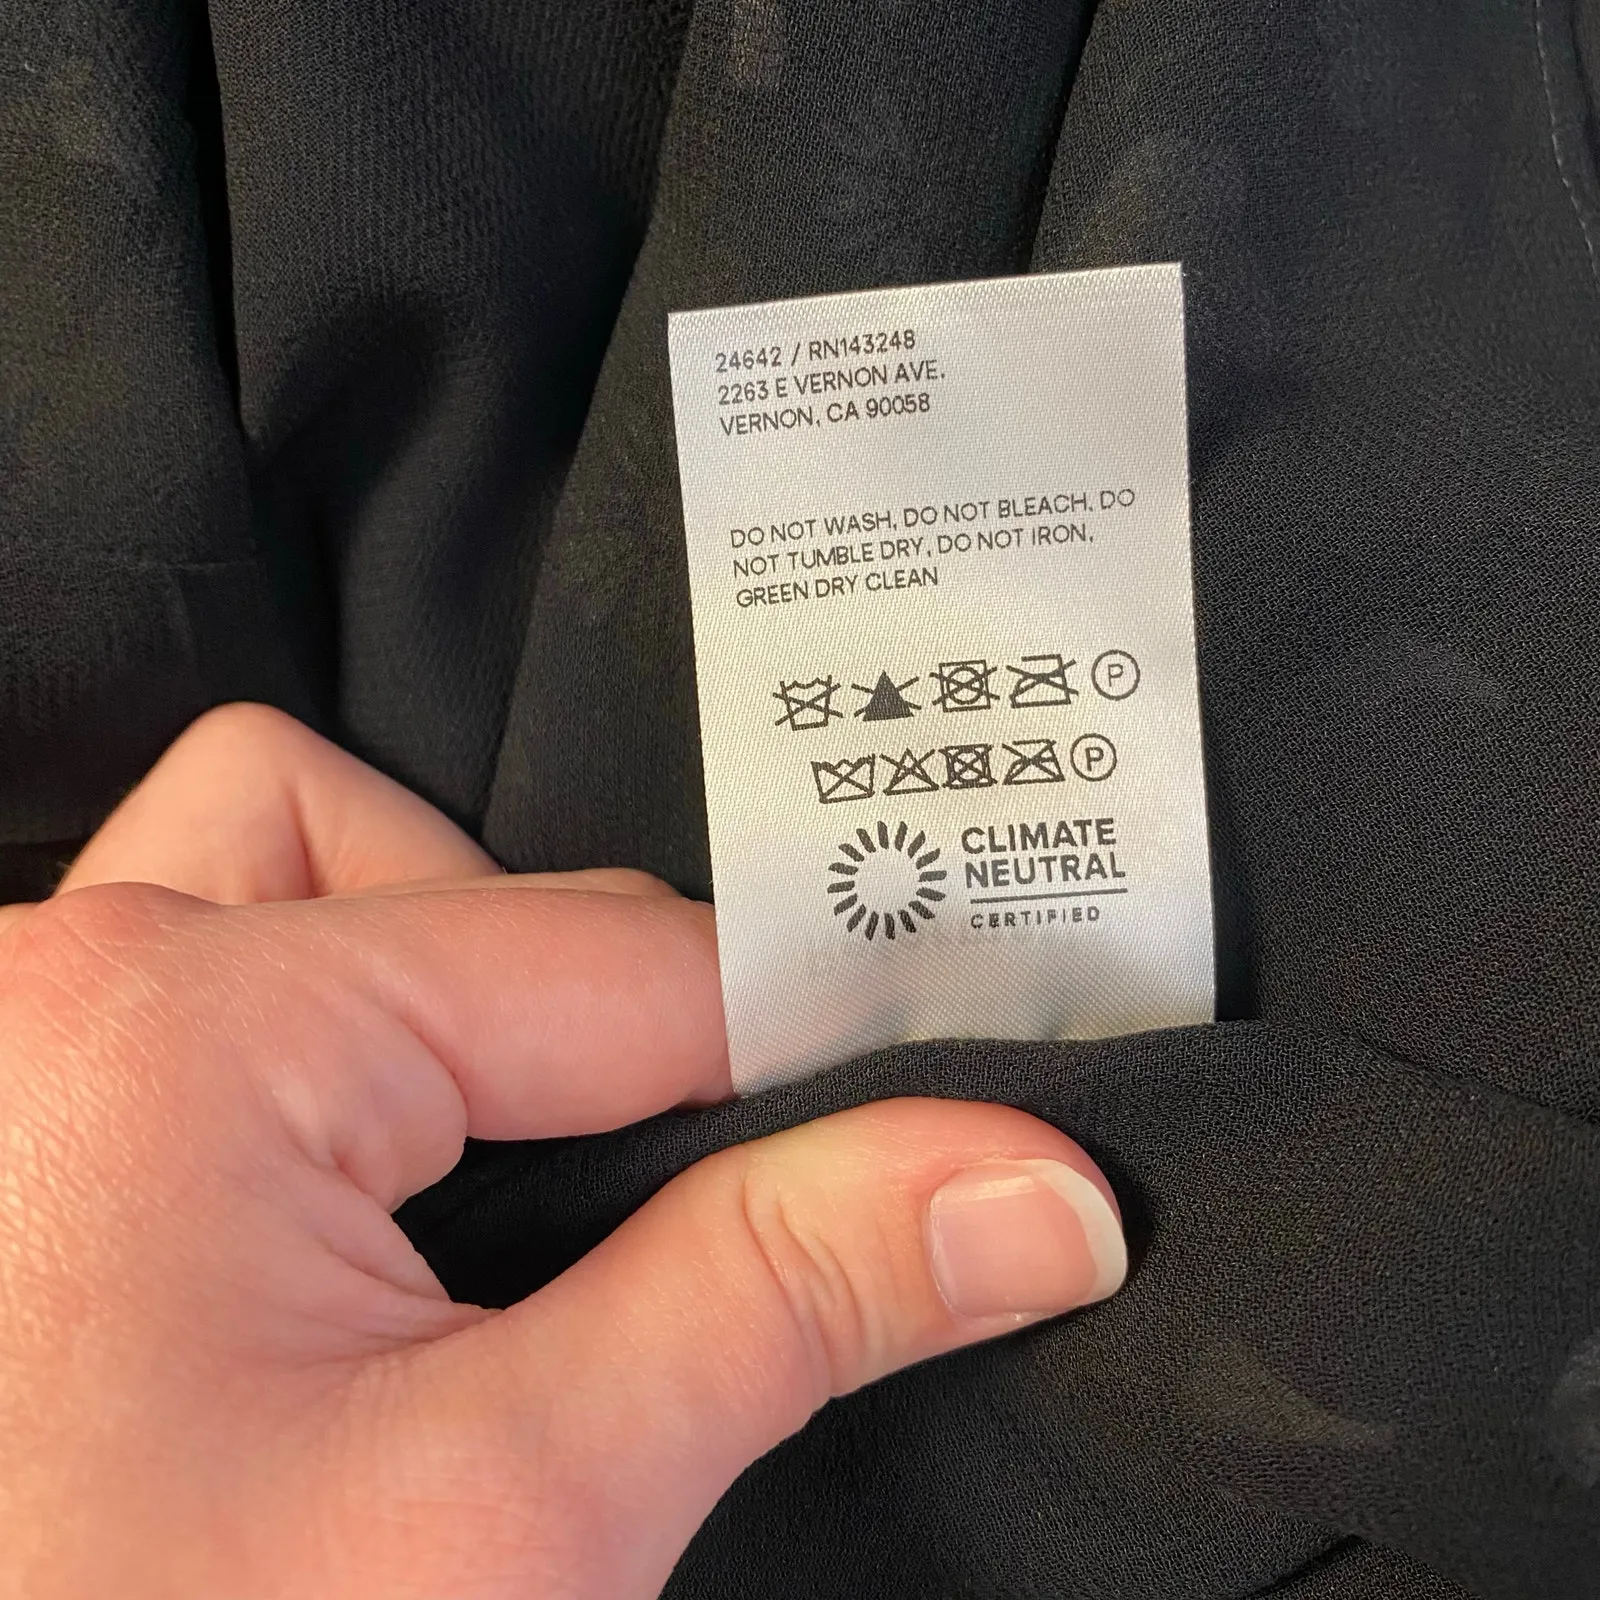 24642 / RN143248
2263 E VERNON AVE.
VERNON, CA 90058
DO NOT WASH, DO NOT BLEACH, DO
NOT TUMBLE DRY, DO NOT IRON,
GREEN DRY CLEAN
P
P
CLIMATE
NEUTRAL
CERTIFIED